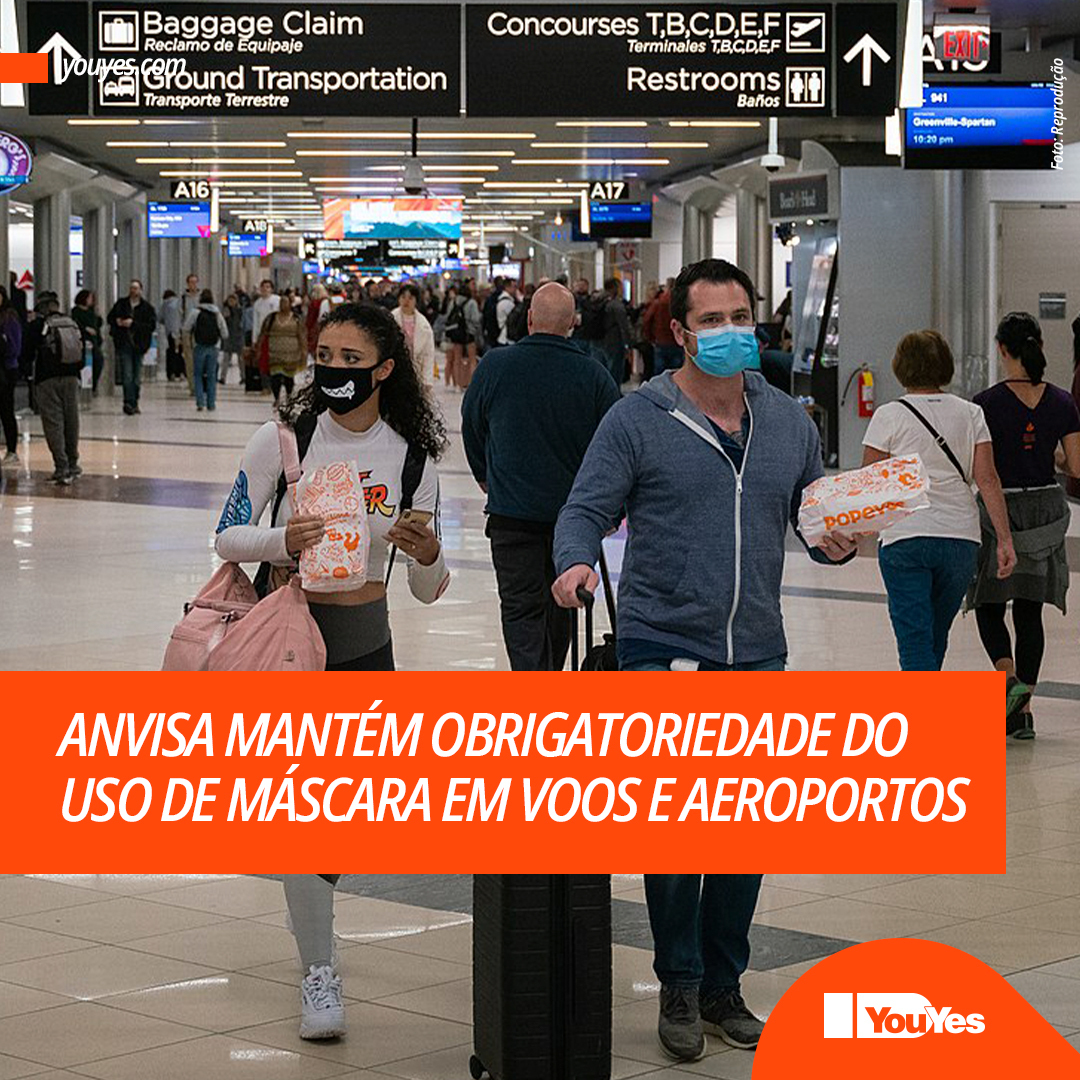 Baggage Claim
Reclamo de Equipaje
Ground Transportation
Transporte Terrestre
youyes.com
Concourses T,B,C,D,E,F
Terminales T,B,C,D,E,F
Restrooms
Baños
EXIT
941
Greenville-Spartan
10:20 pm
Foto: Reprodução
A16
A17
A18
POPEYES
ANVISA MANTÉM OBRIGATORIEDADE DO
USO DE MÁSCARA EM VOOS E AEROPORTOS
YouYes